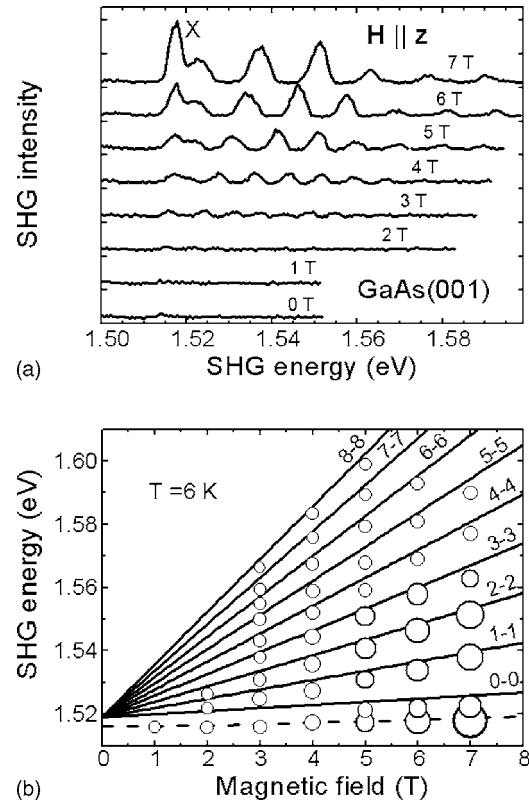 (a)
SHG intensity
X
H || z
7 T
6 T
5 T
4 T
3 T
2 T
1 T
0 T
GaAs(001)
1.50 1.52 1.54 1.56 1.58
SHG energy (eV)
(b)
SHG energy (eV)
1.60
1.58
1.56
1.54
1.52
T =6 K
8-8
7-7
6-6
5-5
4-4
3-3
2-2
1-1
0-0
0 1 2 3 4 5 6 7 8
Magnetic field (T)